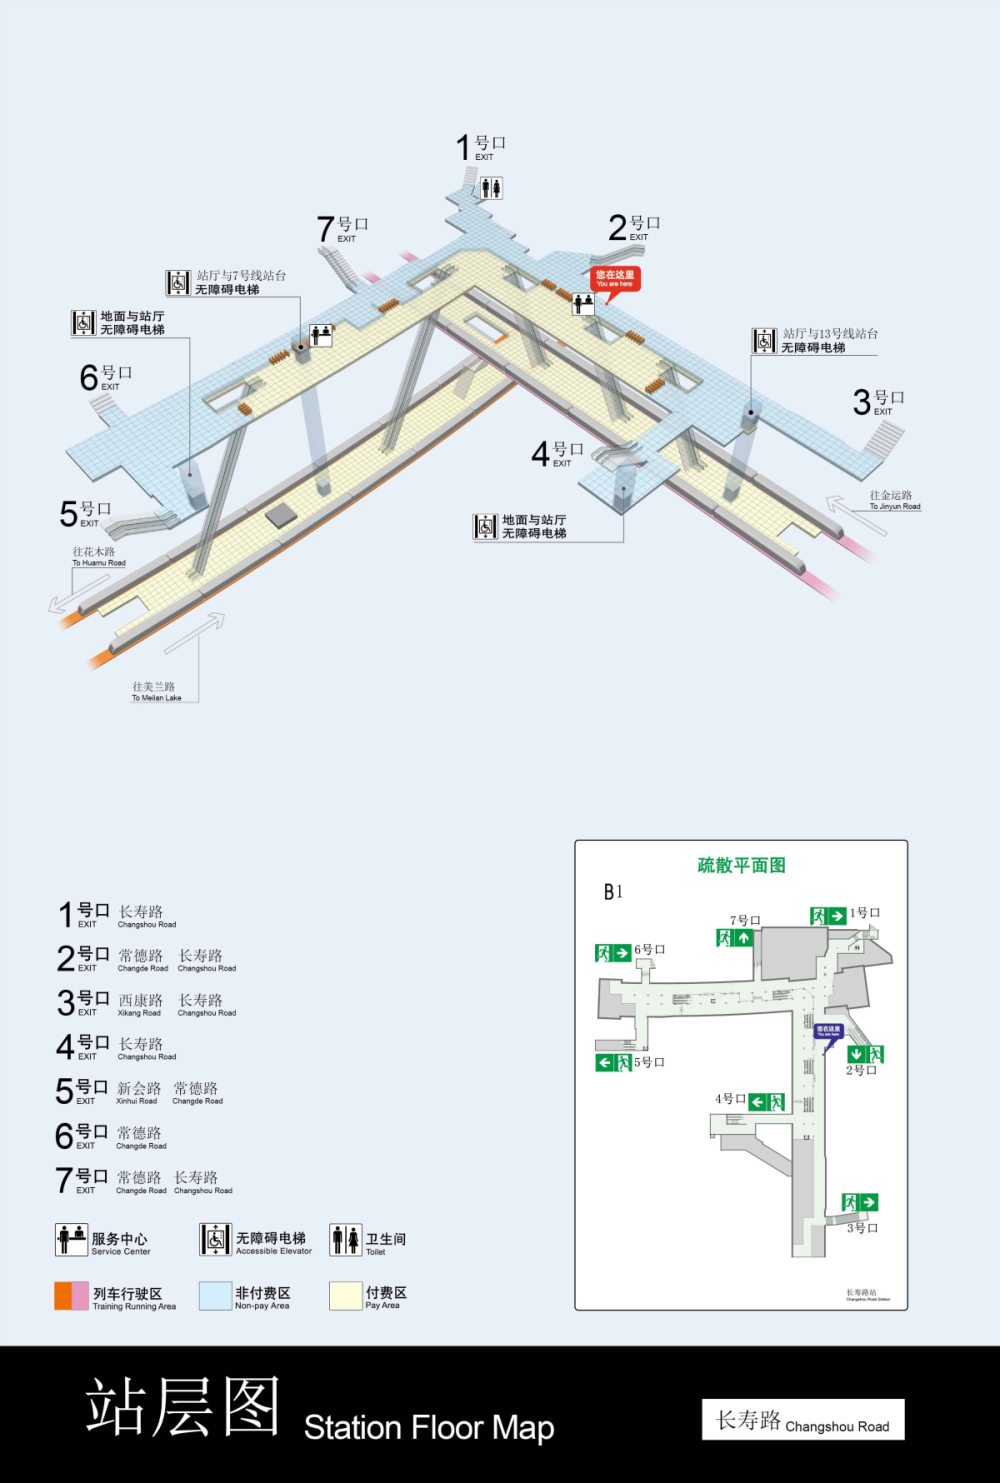 1号口
EXIT
7号口
EXIT
2号口
EXIT
您在这里
You are here
站厅与7号线站台
无障碍电梯
地面与站厅
无障碍电梯
站厅与13号线站台
无障碍电梯
6号口
EXIT
3号口
EXIT
4号口
EXIT
5号口
EXIT
往金运路
To Jinyun Road
地面与站厅
无障碍电梯
往花木路
To Huamu Road
往美兰路
To Meilan Lake
1号口 长寿路
EXIT Changshou Road
2号口 常德路 长寿路
EXIT Changde Road Changshou Road
3号口 西康路 长寿路
EXIT Xikang Road Changshou Road
4号口 长寿路
EXIT Changshou Road
5号口 新会路 常德路
EXIT Xinhui Road Changde Road
6号口 常德路
EXIT Changde Road
7号口 常德路 长寿路
EXIT Changde Road Changshou Road
服务中心
Service Center
无障碍电梯
Accessible Elevator
卫生间
Toilet
列车行驶区
Training Running Area
非付费区
Non-pay Area
付费区
Pay Area
疏散平面图
B1
7号口
1号口
6号口
您在这里
You are here
5号口
2号口
4号口
3号口
长寿路站
Changshou Road Station
站层图 Station Floor Map
长寿路 Changshou Road